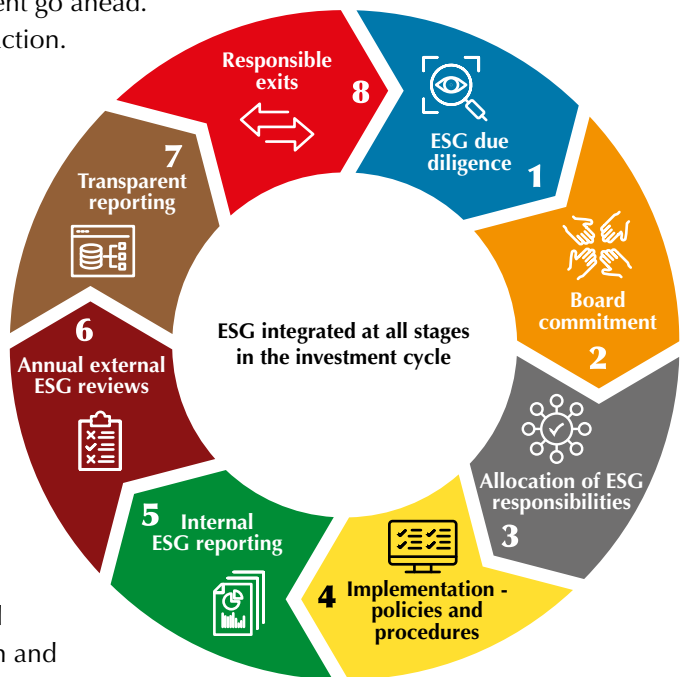 ent go ahead.
ction.
Responsible
exits
8
ESG due
diligence
1
Board
commitment
2
Allocation of ESG
responsibilities
3
Implementation -
policies and
procedures
4
5
Internal
ESG reporting
6
Annual external
ESG reviews
7
Transparent
reporting
ESG integrated at all stages
in the investment cycle
n and